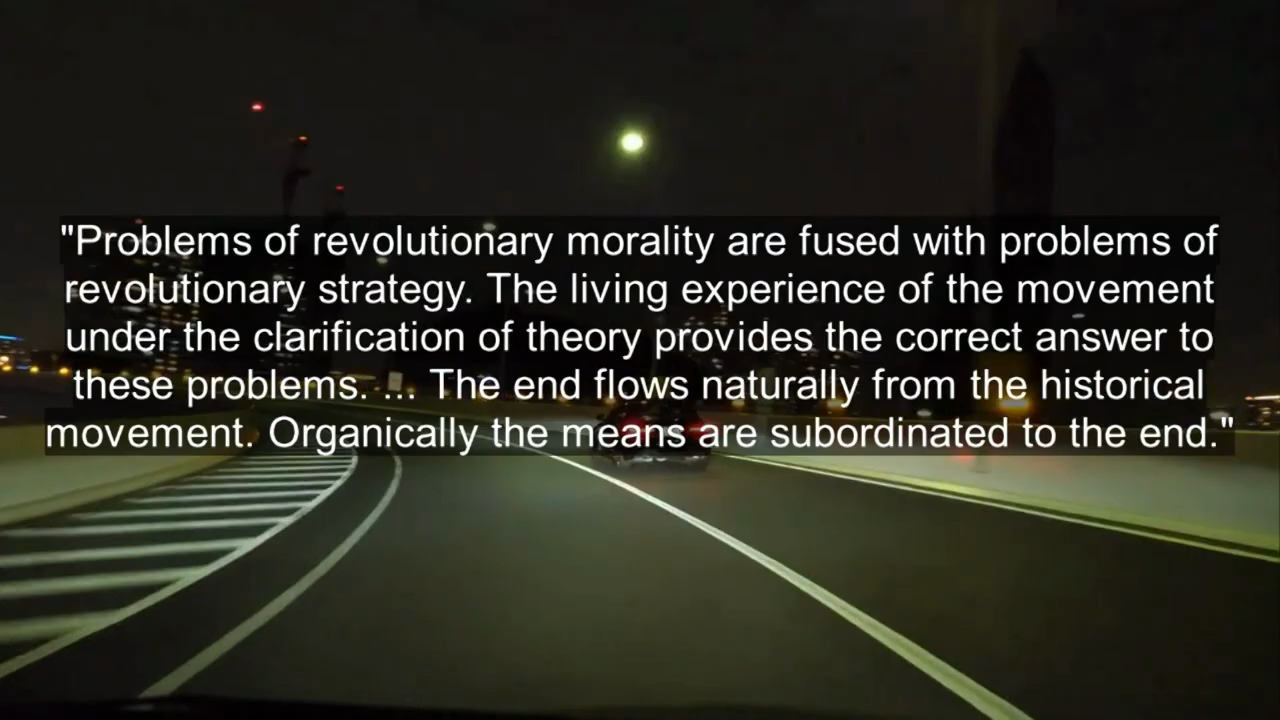 "Problems of revolutionary morality are fused with problems of
revolutionary strategy. The living experience of the movement
under the clarification of theory provides the correct answer to
these problems. ... The end flows naturally from the historical
movement. Organically the means are subordinated to the end."